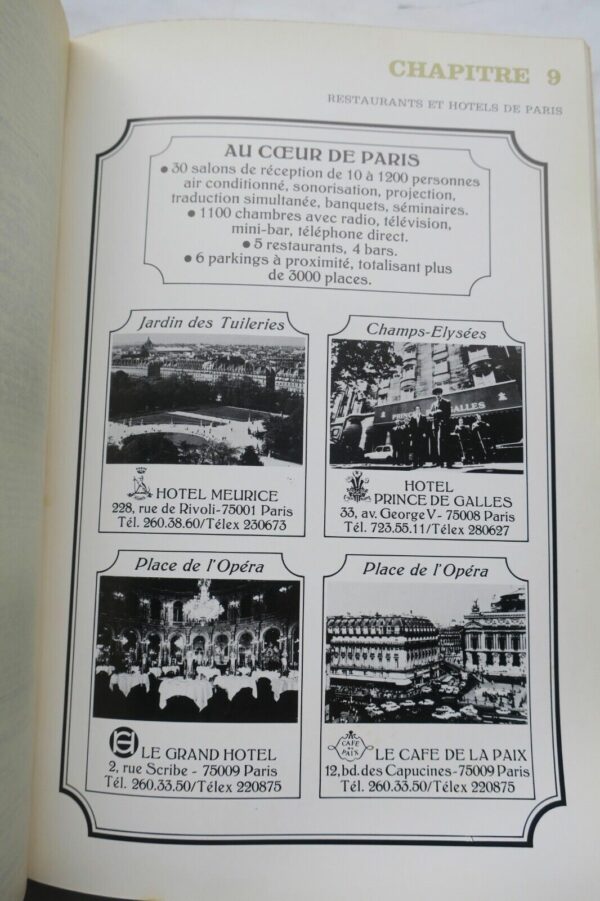 CHAPITRE 9
RESTAURANTS ET HOTELS DE PARIS
AU CŒUR DE PARIS
• 30 salons de réception de 10 à 1200 personnes
air conditionné, sonorisation, projection,
traduction simultanée, banquets, séminaires.
• 1100 chambres avec radio, télévision,
mini-bar, téléphone direct.
• 5 restaurants, 4 bars.
• 6 parkings à proximité, totalisant plus
de 3000 places.
Jardin des Tuileries
HOTEL MEURICE
228, rue de Rivoli-75001 Paris
Tél. 260.38.60/Télex 230673
Champs-Elysées
GALLES
HOTEL
PRINCE DE GALLES
33, av. George V - 75008 Paris
Tél. 723.55.11/Télex 280627
Place de l'Opéra
LE GRAND HOTEL
2, rue Scribe - 75009 Paris
Tél. 260.33.50/Télex 220875
Place de l'Opéra
CAFE
DE LA
PAIX
LE CAFE DE LA PAIX
12, bd. des Capucines-75009 Paris
Tél. 260.33.50/Télex 220875